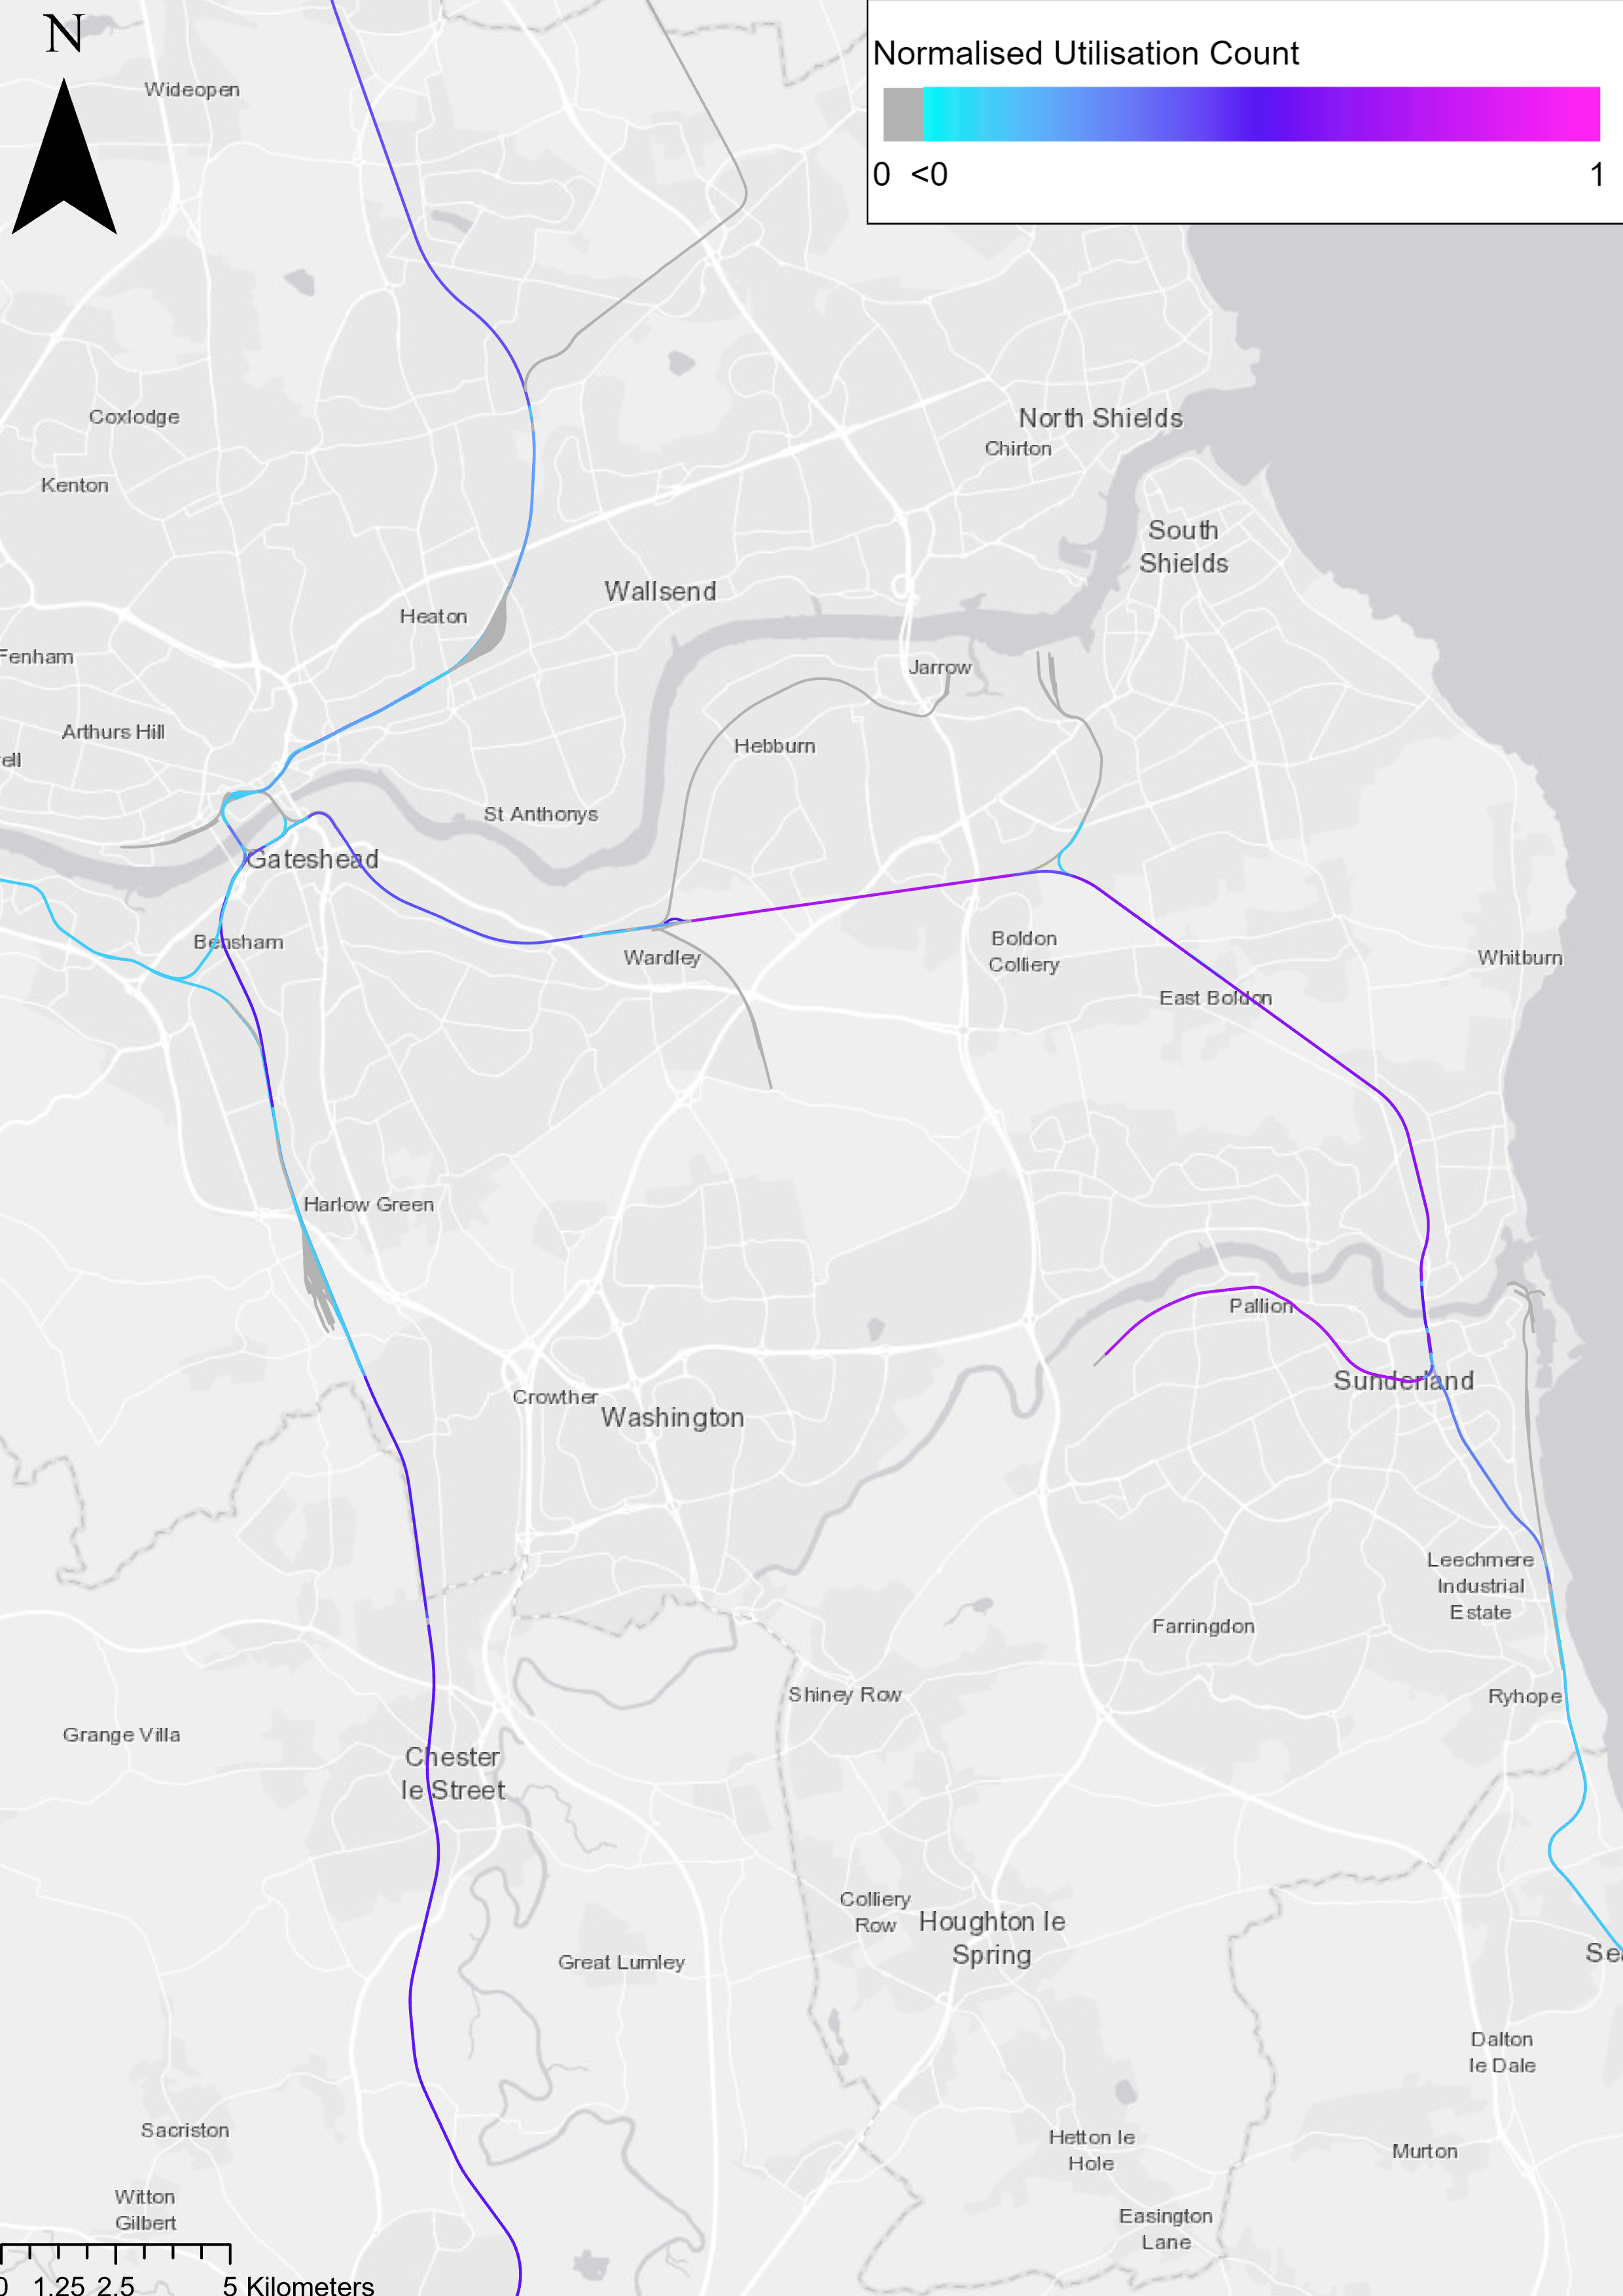 N
Normalised Utilisation Count
0 <0 1
Wideopen
Coxlodge
North Shields
Chirton
Kenton
South
Shields
Wallsend
Heaton
Fenham
Jarrow
Arthurs Hill
Hebburn
ell
St Anthonys
Gateshead
Bensham
Boldon
Colliery
Wardley
Whitburn
East Boldon
Harlow Green
Pallion
Sunderland
Crowther
Washington
Leechmere
Industrial
Estate
Farringdon
Shiney Row
Ryhope
Grange Villa
Chester
le Street
Colliery
Row
Houghton le
Spring
Great Lumley
Se
Dalton
le Dale
Sacriston
Hetton le
Hole
Murton
Witton
Gilbert
Easington
Lane
0 1.25 2.5 5 Kilometers